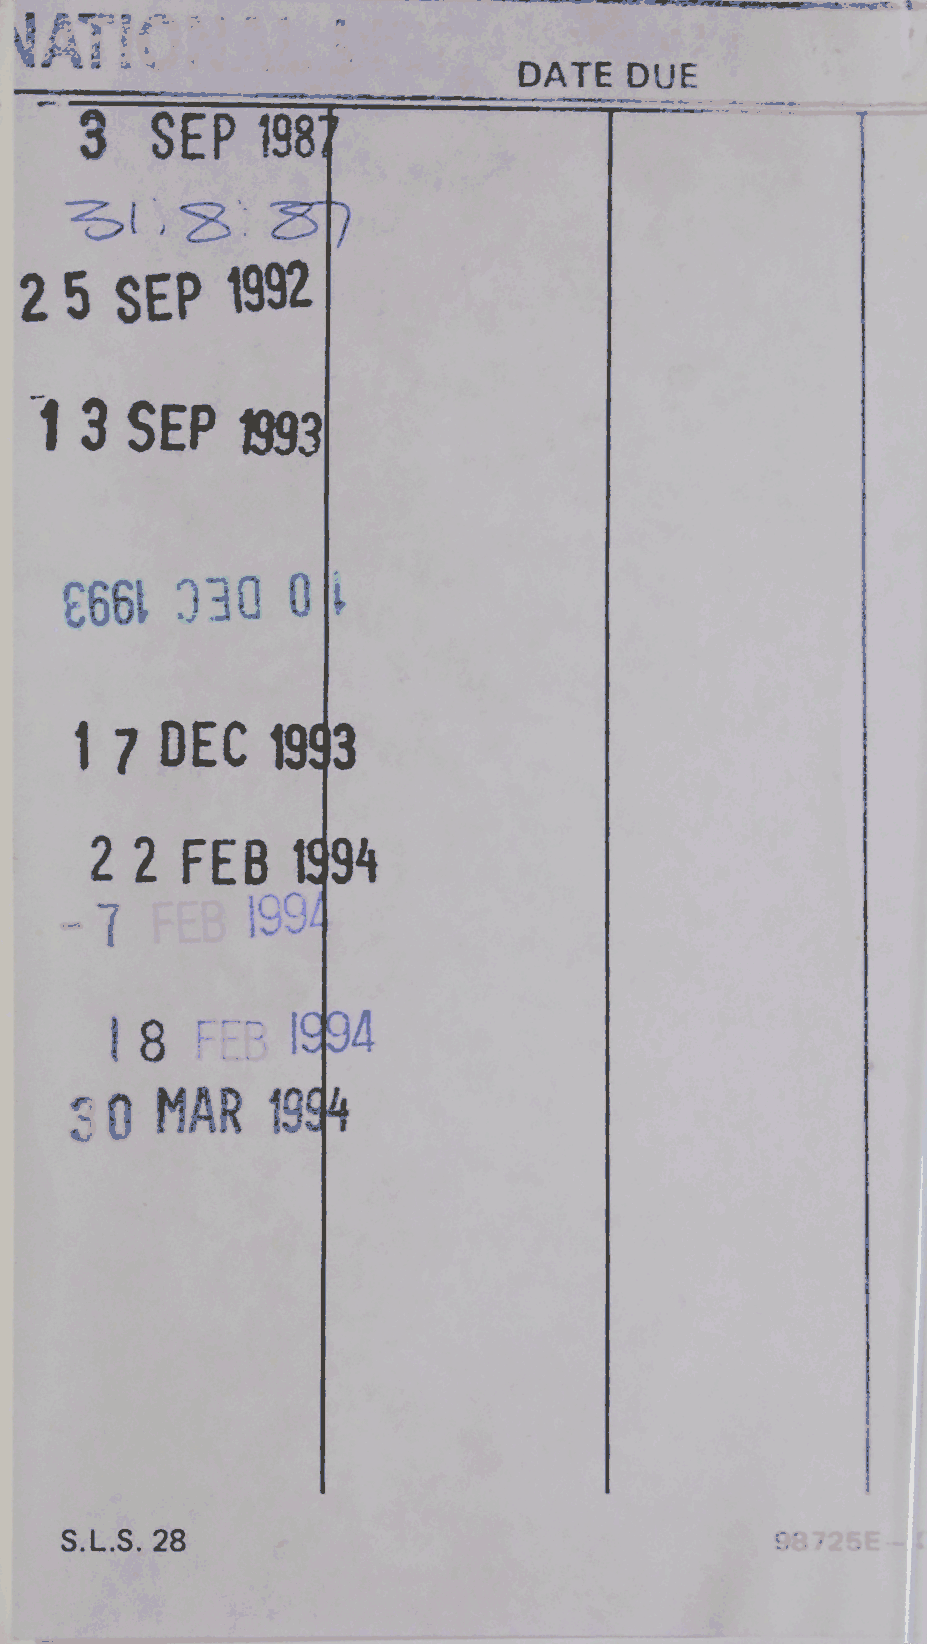 DATE DUE
3 SEP 1987
31.8.87
25 SEP 1992
13 SEP 1993
10 DEC 1993
17 DEC 1993
22 FEB 1994
-7 FEB 1994
18 FEB 1994
30 MAR 1994
S.L.S. 28
98725E